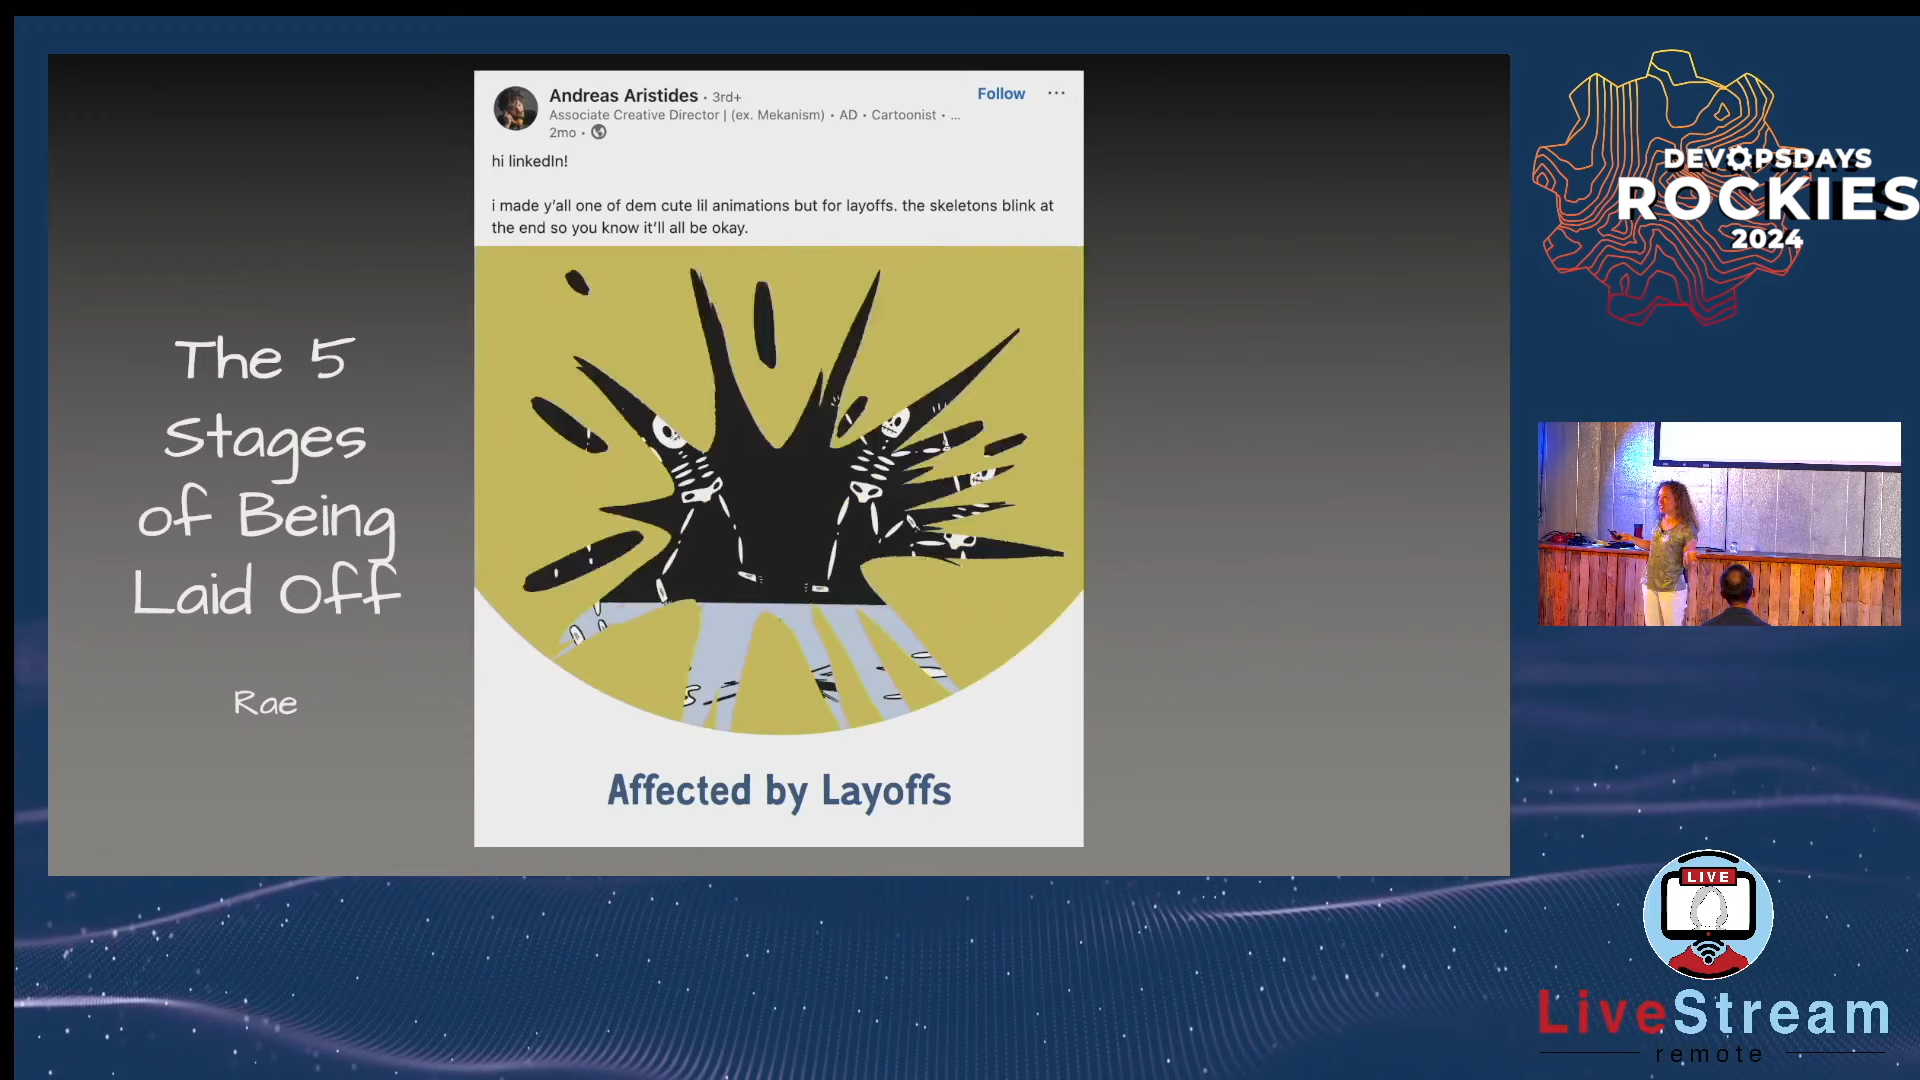 The 5
Stages
of Being
Laid Off
Rae
Andreas Aristides · 3rd+
Follow ...
Associate Creative Director | (ex. Mekanism) • AD • Cartoonist • ...
2mo •
hi linkedIn!
i made y'all one of dem cute lil animations but for layoffs. the skeletons blink at
the end so you know it'll all be okay.
Affected by Layoffs
DEVOPSDAYS
ROCKIES
2024
LIVE
LiveStream
remote